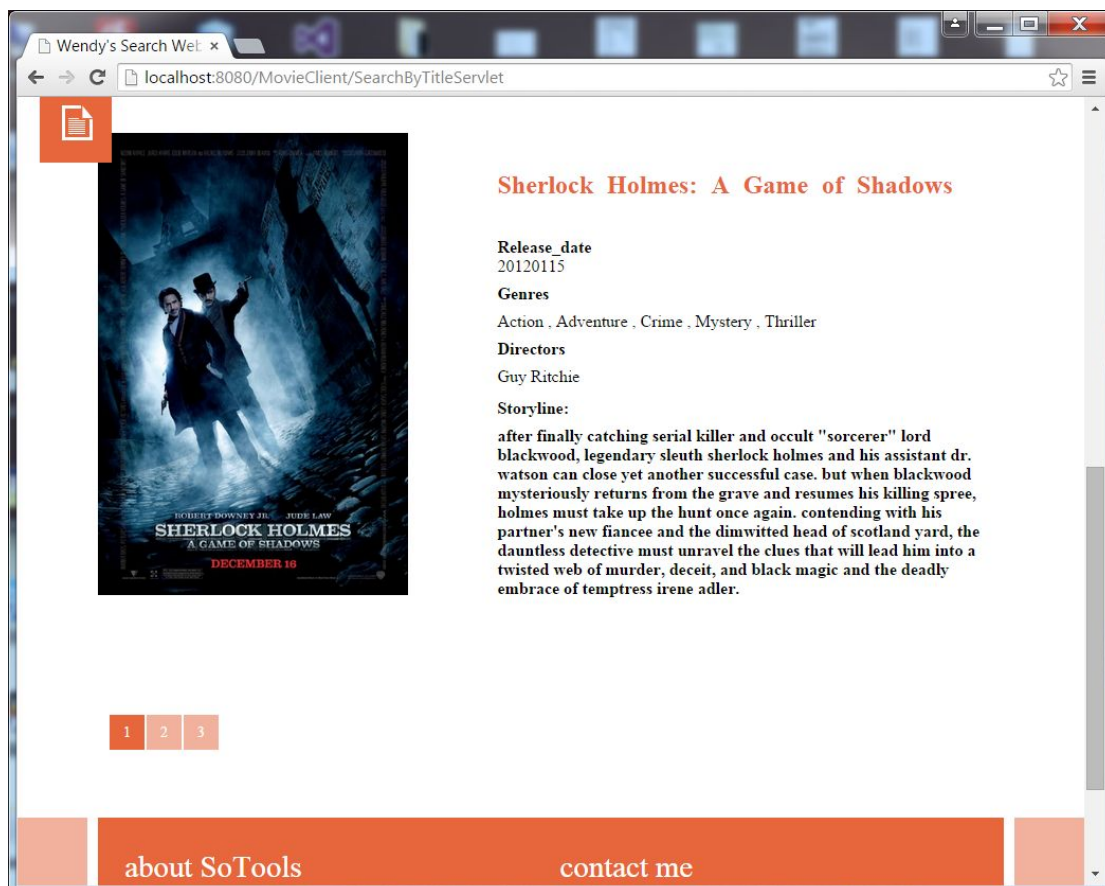 Wendy's Search Web
localhost:8080/MovieClient/SearchByTitleServlet
Sherlock Holmes: A Game of Shadows
Release_date
20120115
Genres
Action , Adventure , Crime , Mystery , Thriller
Directors
Guy Ritchie
Storyline:
after finally catching serial killer and occult "sorcerer" lord
blackwood, legendary sleuth sherlock holmes and his assistant dr.
watson can close yet another successful case. but when blackwood
mysteriously returns from the grave and resumes his killing spree,
holmes must take up the hunt once again. contending with his
partner's new fiancee and the dimwitted head of scotland yard, the
dauntless detective must unravel the clues that will lead him into a
twisted web of murder, deceit, and black magic and the deadly
embrace of temptress irene adler.
ROBERT DOWNEY JR. JUDE LAW
SHERLOCK HOLMES
A GAME OF SHADOWS
DECEMBER 16
1 2 3
about SoTools contact me